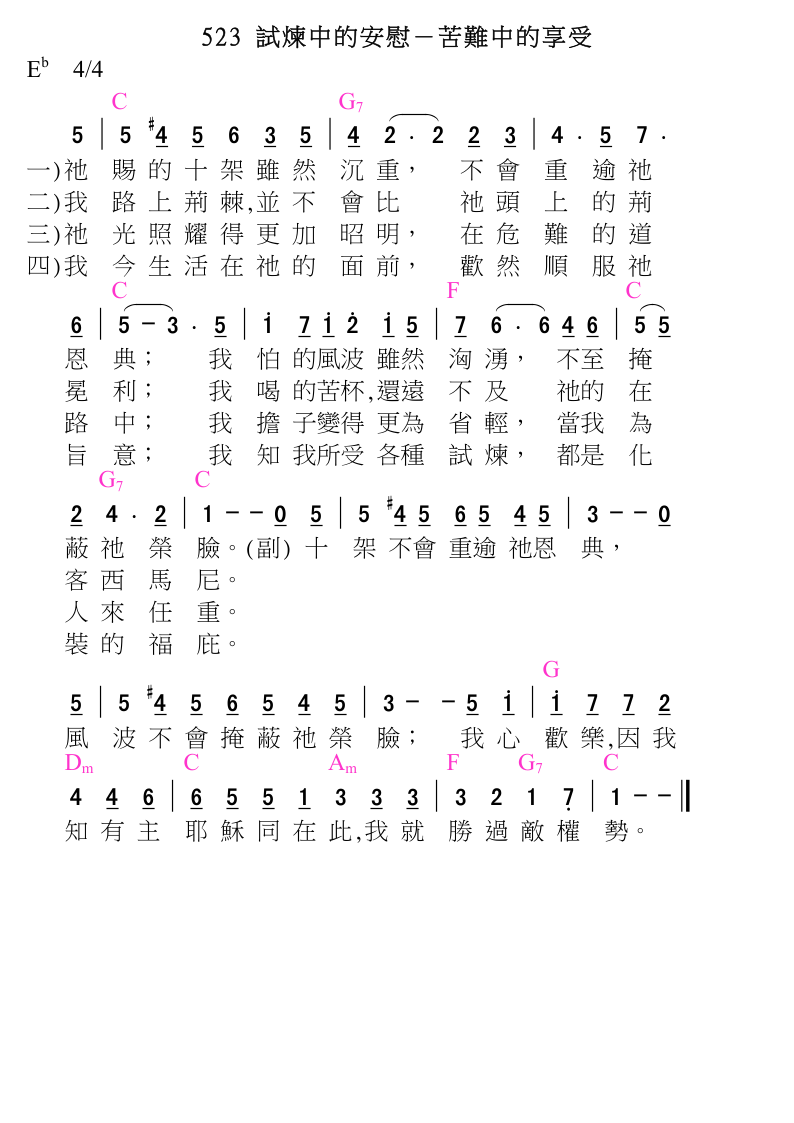 523 試煉中的安慰－苦難中的享受
E♭ 4/4
C G7
5 | 5 #4 5 6 3 5 | 4 2 · 2 2 3 | 4 · 5 7 ·
一)祂 賜 的 十 架 雖 然 沉 重， 不 會 重 逾 祂
二)我 路 上 荊 棘,並 不 會 比 祂 頭 上 的 荊
三)祂 光 照 耀 得 更 加 昭 明， 在 危 難 的 道
四)我 今 生 活 在 祂 的 面 前， 歡 然 順 服 祂
C F C
6 | 5 － 3 · 5 | i 7 i 2̇ i 5 | 7 6 · 6 4 6 | 5 5
恩 典； 我 怕 的風波 雖然 洶 湧， 不至 掩
冕 利； 我 喝 的苦杯,還遠 不 及 祂的 在
路 中； 我 擔 子變得 更為 省 輕， 當我 為
旨 意； 我 知 我所受 各種 試 煉， 都是 化
G7 C
2 4 · 2 | 1 － － 0 5 | 5 #4 5 6 5 4 5 | 3 － － 0
蔽 祂 榮 臉。(副) 十 架 不會 重逾 祂恩 典，
客 西 馬 尼。
人 來 任 重。
裝 的 福 庇。
G
5 | 5 #4 5 6 5 4 5 | 3 － － 5 i | i 7 7 2
風 波 不 會 掩 蔽 祂 榮 臉； 我 心 歡 樂,因 我
Dm C Am F G7 C
4 4 6 | 6 5 5 1 3 3 3 | 3 2 1 7̣ | 1 － － ‖
知 有 主 耶 穌 同 在 此,我 就 勝 過 敵 權 勢。